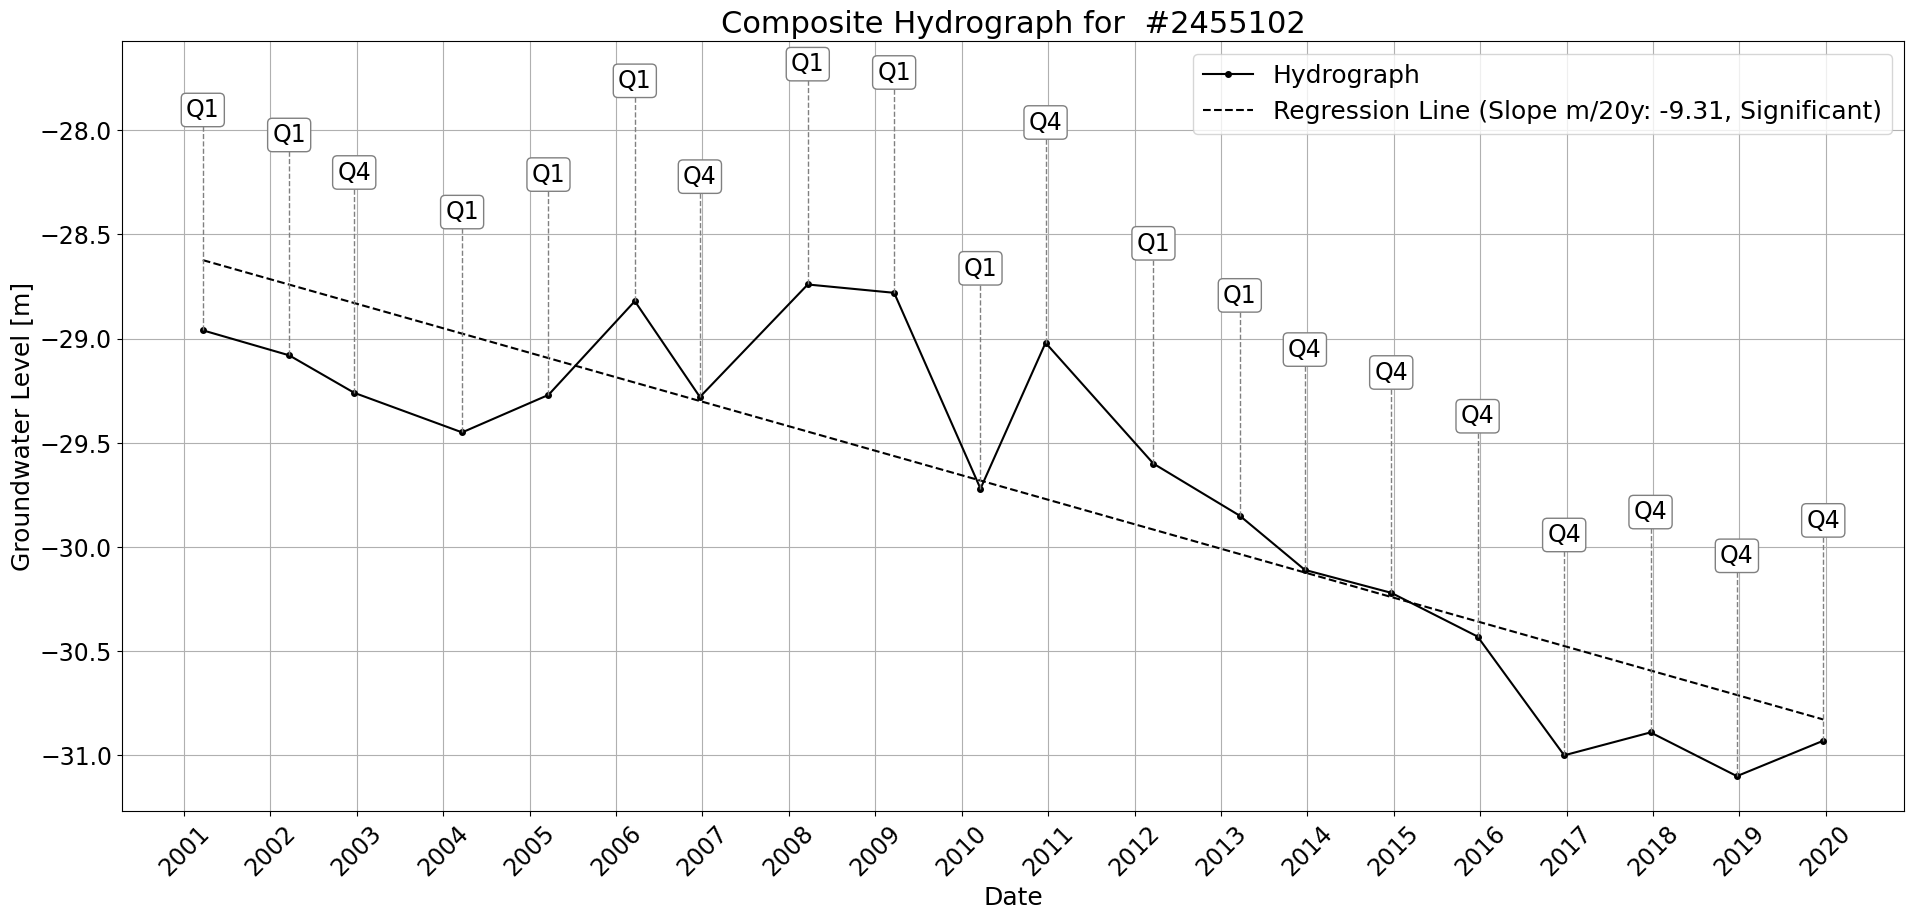 Composite Hydrograph for  #2455102
Hydrograph
Regression Line (Slope m/20y: -9.31, Significant)
Groundwater Level [m]
−28.0
−28.5
−29.0
−29.5
−30.0
−30.5
−31.0
Q1
Q1
Q4
Q1
Q1
Q1
Q4
Q1
Q1
Q1
Q4
Q1
Q1
Q4
Q4
Q4
Q4
Q4
Q4
Q4
2001
2002
2003
2004
2005
2006
2007
2008
2009
2010
2011
2012
2013
2014
2015
2016
2017
2018
2019
2020
Date